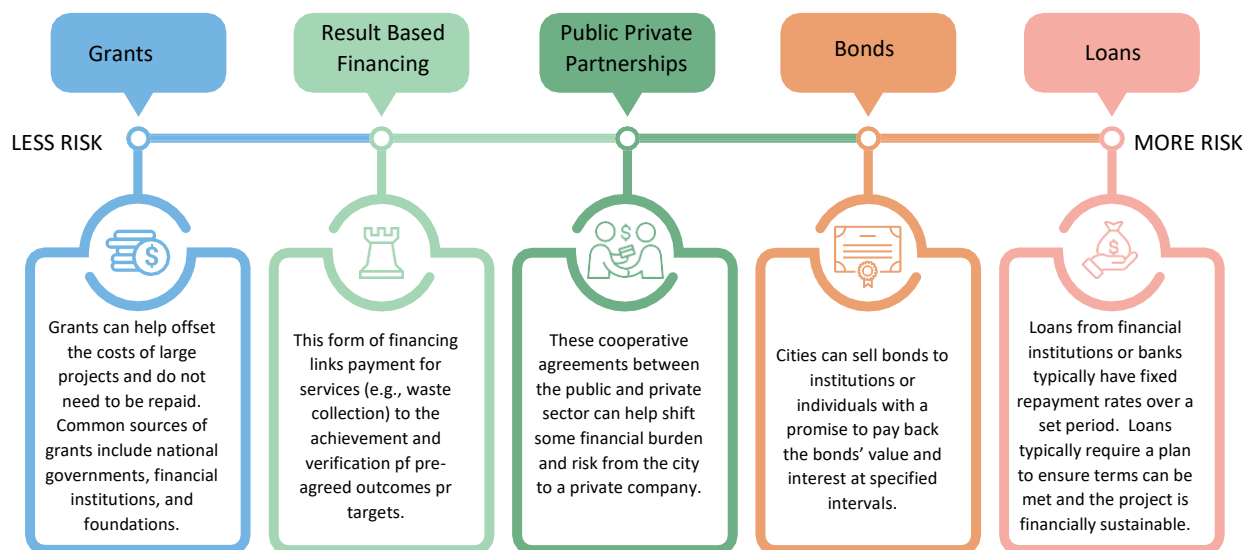 Grants
Result Based
Financing
Public Private
Partnerships
Bonds
Loans
LESS RISK
MORE RISK
$
$
$
Grants can help offset
the costs of large
projects and do not
need to be repaid.
Common sources of
grants include national
governments, financial
institutions, and
foundations.
This form of financing
links payment for
services (e.g., waste
collection) to the
achievement and
verification pf pre-
agreed outcomes pr
targets.
These cooperative
agreements between
the public and private
sector can help shift
some financial burden
and risk from the city
to a private company.
Cities can sell bonds to
institutions or
individuals with a
promise to pay back
the bonds’ value and
interest at specified
intervals.
Loans from financial
institutions or banks
typically have fixed
repayment rates over a
set period.  Loans
typically require a plan
to ensure terms can be
met and the project is
financially sustainable.